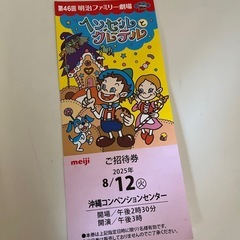 第46回 明治ファミリー劇場
ヘンゼルとグレーテル
meiji
ご招待券
2025年
8/12(火)
沖縄コンベンションセンター
開場/午後2時30分
開演/午後3時